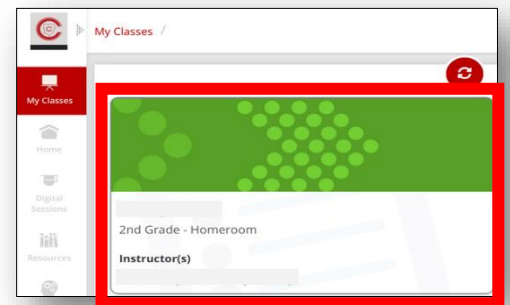 My Classes /
My Classes
Home
Digital
Sessions
Resources
2nd Grade - Homeroom
Instructor(s)